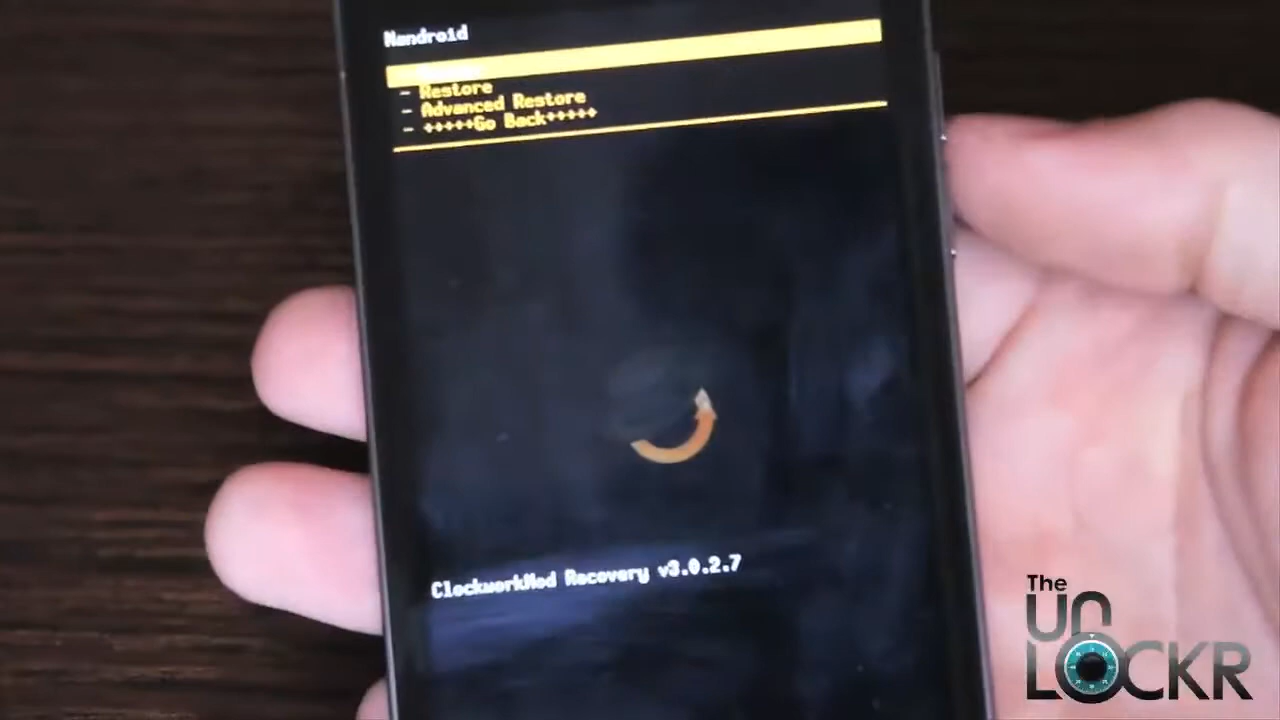 Nandroid
- Restore
- Advanced Restore
- +++++Go Back+++++
ClockworkMod Recovery v3.0.2.7
The
UN
LOCKR